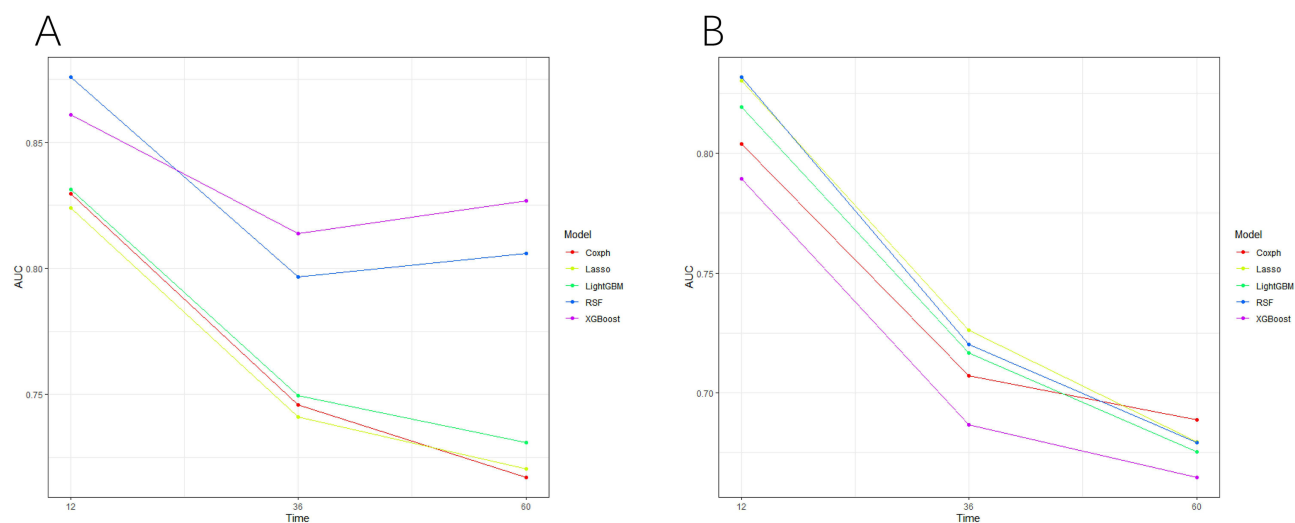 A
AUC
0.85
0.80
0.75
12
36
60
Time
Model
Coxph
Lasso
LightGBM
RSF
XGBoost
B
AUC
0.80
0.75
0.70
12
36
60
Time
Model
Coxph
Lasso
LightGBM
RSF
XGBoost